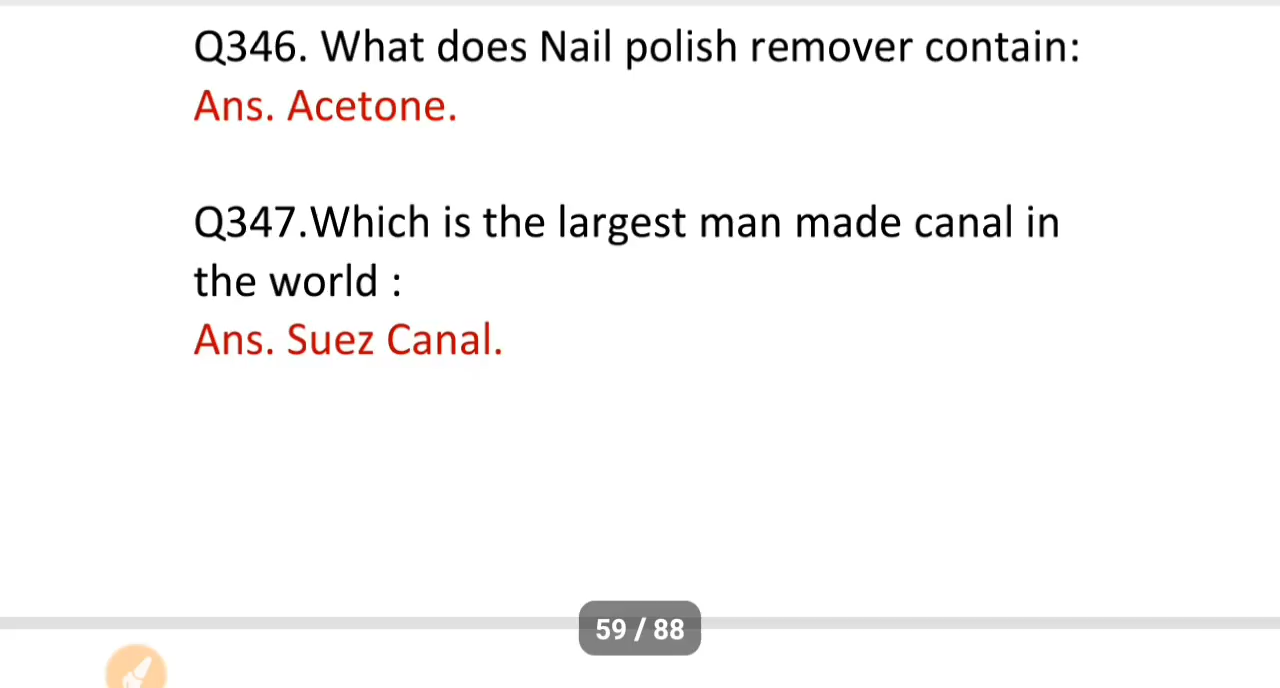 Q346. What does Nail polish remover contain:
Ans. Acetone.
Q347.Which is the largest man made canal in
the world :
Ans. Suez Canal.
59 / 88